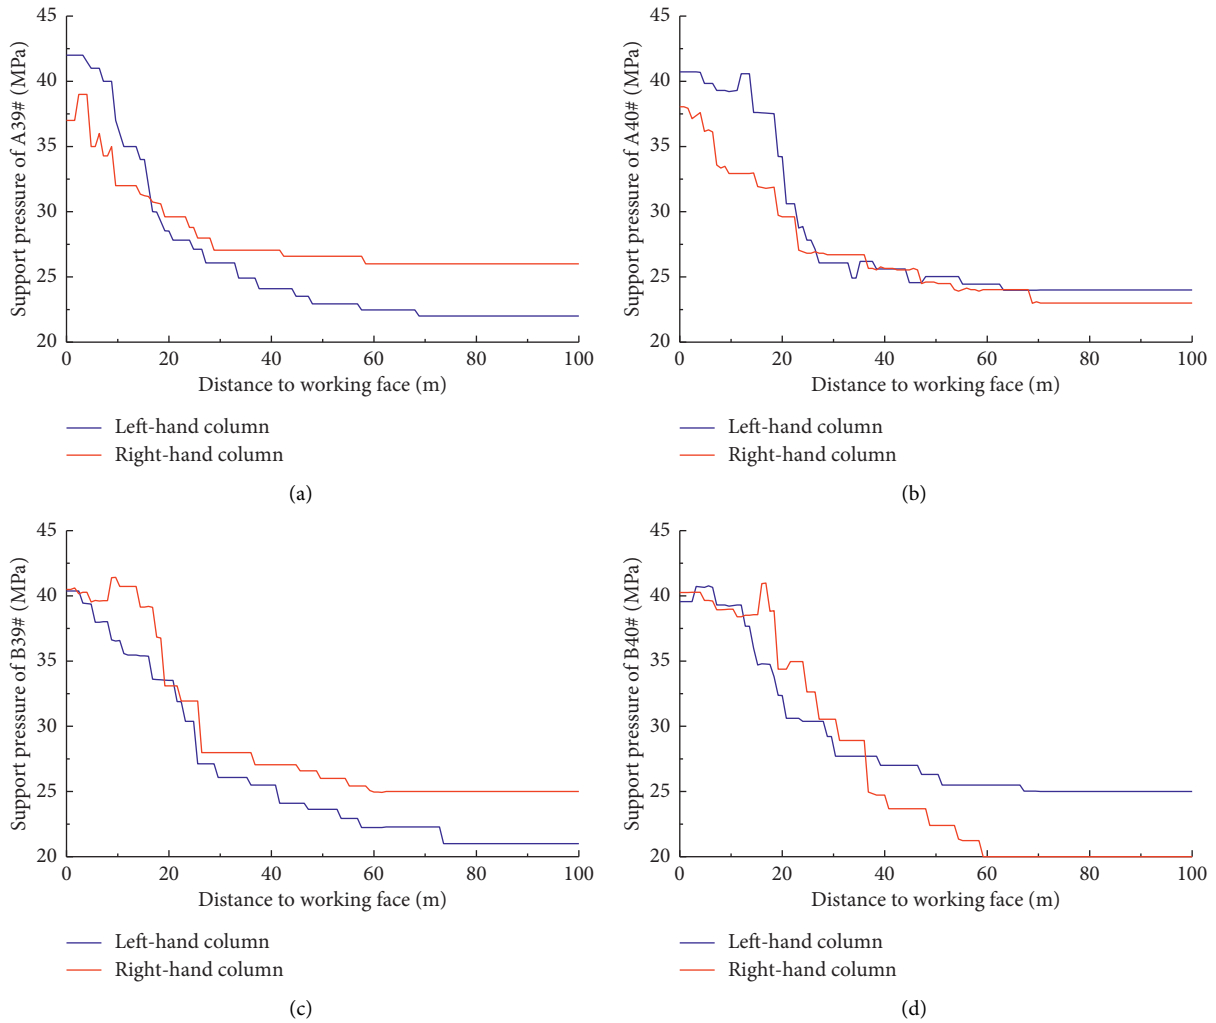 45
40
35
30
25
20
Support pressure of A39# (MPa)
0 20 40 60 80 100
Distance to working face (m)
Left-hand column
Right-hand column
(a)
45
40
35
30
25
20
Support pressure of A40# (MPa)
0 20 40 60 80 100
Distance to working face (m)
Left-hand column
Right-hand column
(b)
45
40
35
30
25
20
Support pressure of B39# (MPa)
0 20 40 60 80 100
Distance to working face (m)
Left-hand column
Right-hand column
(c)
45
40
35
30
25
20
Support pressure of B40# (MPa)
0 20 40 60 80 100
Distance to working face (m)
Left-hand column
Right-hand column
(d)